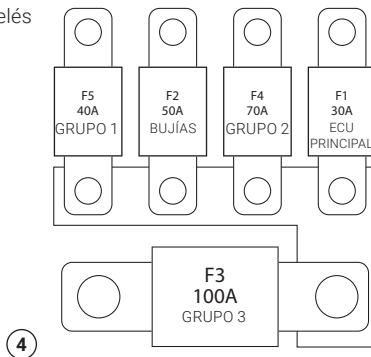 elés
F5
40A
GRUPO 1
F2
50A
BUJÍAS
F4
70A
GRUPO 2
F1
30A
ECU
PRINCIPAL
F3
100A
GRUPO 3
4